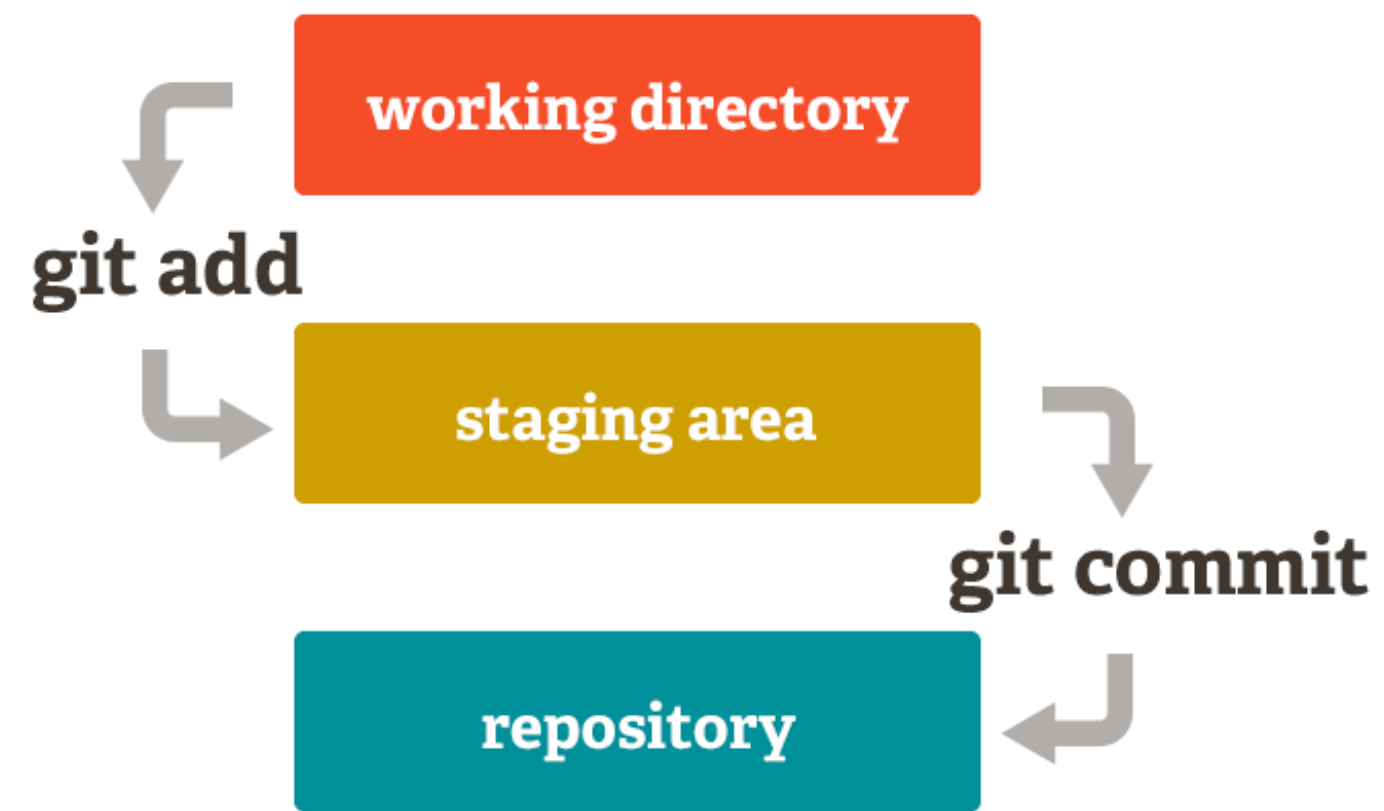 working directory
git add
staging area
git commit
repository